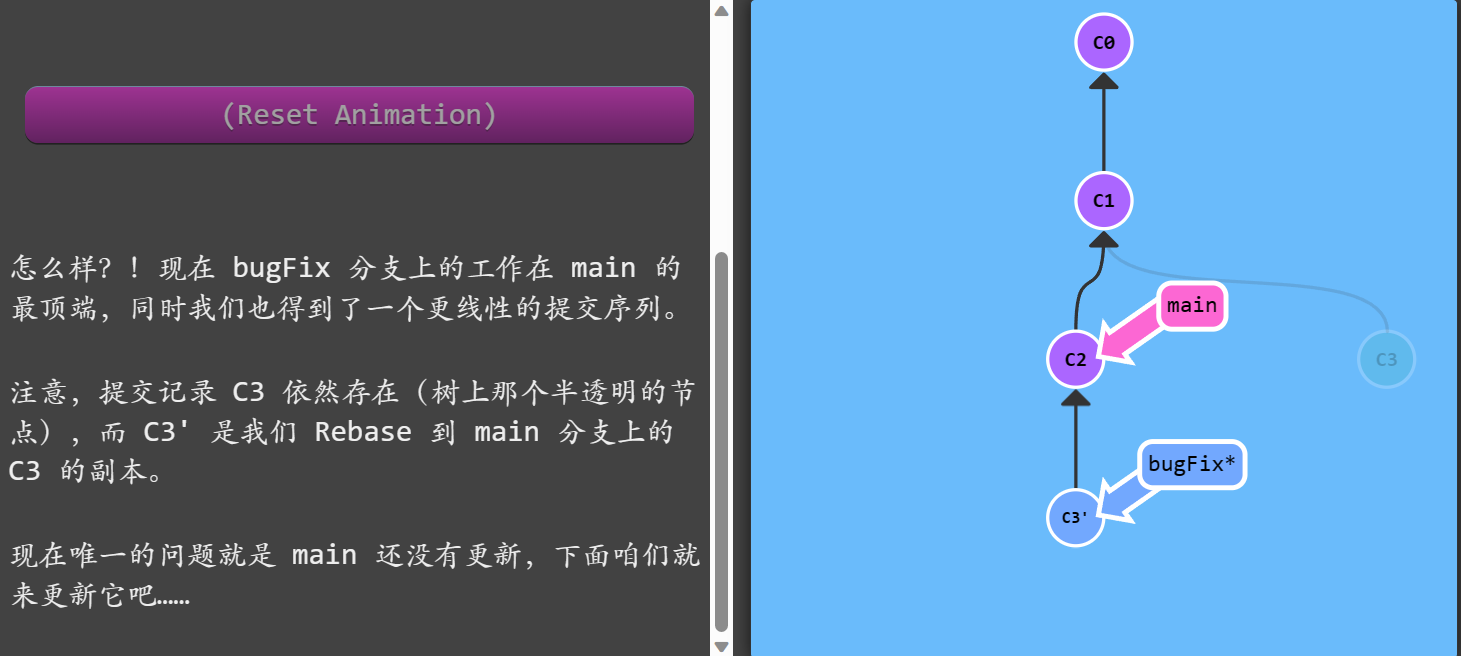 (Reset Animation)
怎么样？！现在 bugFix 分支上的工作在 main 的
最顶端，同时我们也得到了一个更线性的提交序列。
注意，提交记录 C3 依然存在（树上那个半透明的节
点），而 C3' 是我们 Rebase 到 main 分支上的
C3 的副本。
现在唯一的问题就是 main 还没有更新，下面咱们就
来更新它吧……
C0
C1
main
C2
C3
bugFix*
C3'